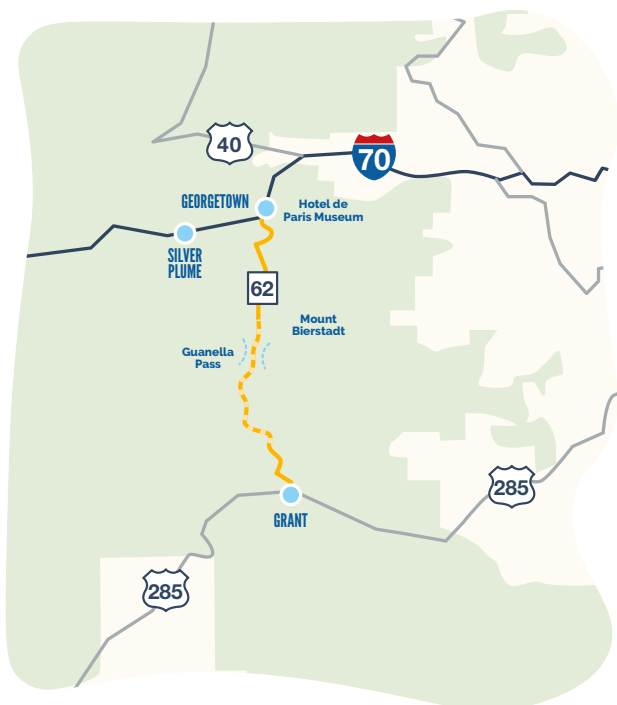 40
70
GEORGETOWN
Hotel de
Paris Museum
SILVER
PLUME
62
Mount
Bierstadt
Guanella
Pass
285
GRANT
285